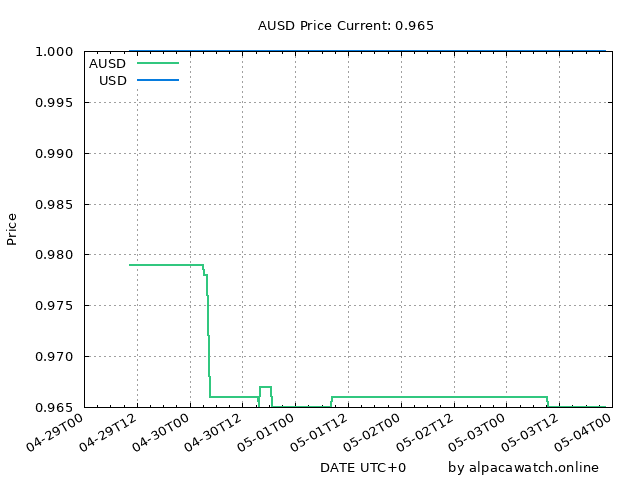 AUSD Price Current: 0.965
1.000
AUSD
USD
0.995
0.990
0.985
0.980
0.975
0.970
0.965
Price
04-29T00
04-29T12
04-30T00
04-30T12
05-01T00
05-01T12
05-02T00
05-02T12
05-03T00
05-03T12
05-04T00
DATE UTC+0
by alpacawatch.online